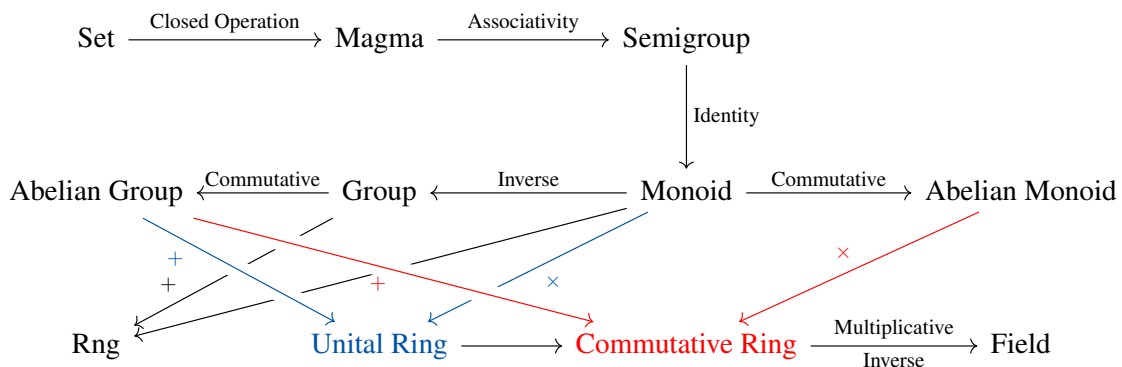 Closed Operation
Associativity
Set
Magma
Semigroup
Identity
Commutative
Inverse
Commutative
Abelian Group
Group
Monoid
Abelian Monoid
+
+
+
×
×
Multiplicative
Rng
Unital Ring
Commutative Ring
Field
Inverse